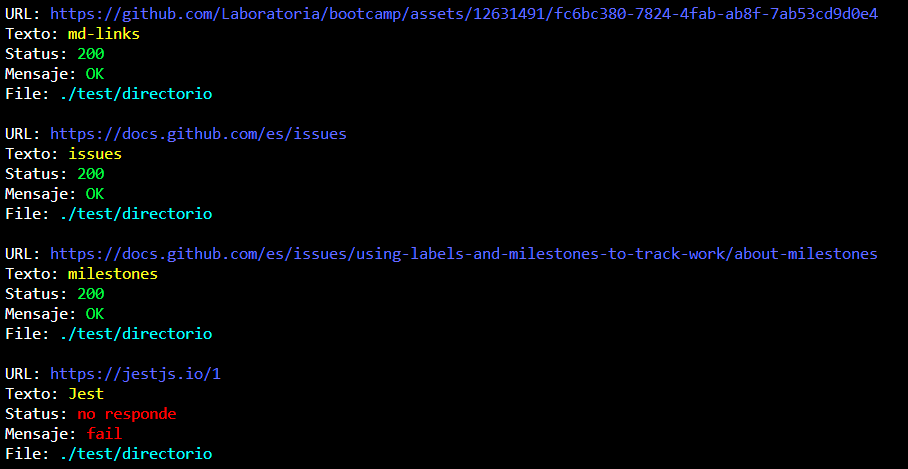 URL: https://github.com/Laboratoria/bootcamp/assets/12631491/fc6bc380-7824-4fab-ab8f-7ab53cd9d0e4
Texto: md-links
Status: 200
Mensaje: OK
File: ./test/directorio
URL: https://docs.github.com/es/issues
Texto: issues
Status: 200
Mensaje: OK
File: ./test/directorio
URL: https://docs.github.com/es/issues/using-labels-and-milestones-to-track-work/about-milestones
Texto: milestones
Status: 200
Mensaje: OK
File: ./test/directorio
URL: https://jestjs.io/1
Texto: Jest
Status: no responde
Mensaje: fail
File: ./test/directorio